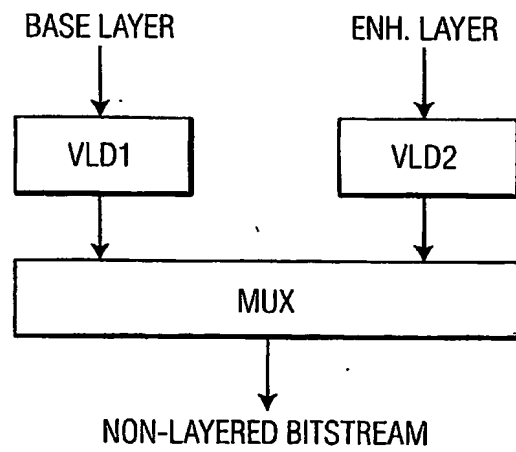 BASE LAYER
ENH. LAYER
VLD1
VLD2
MUX
NON-LAYERED BITSTREAM